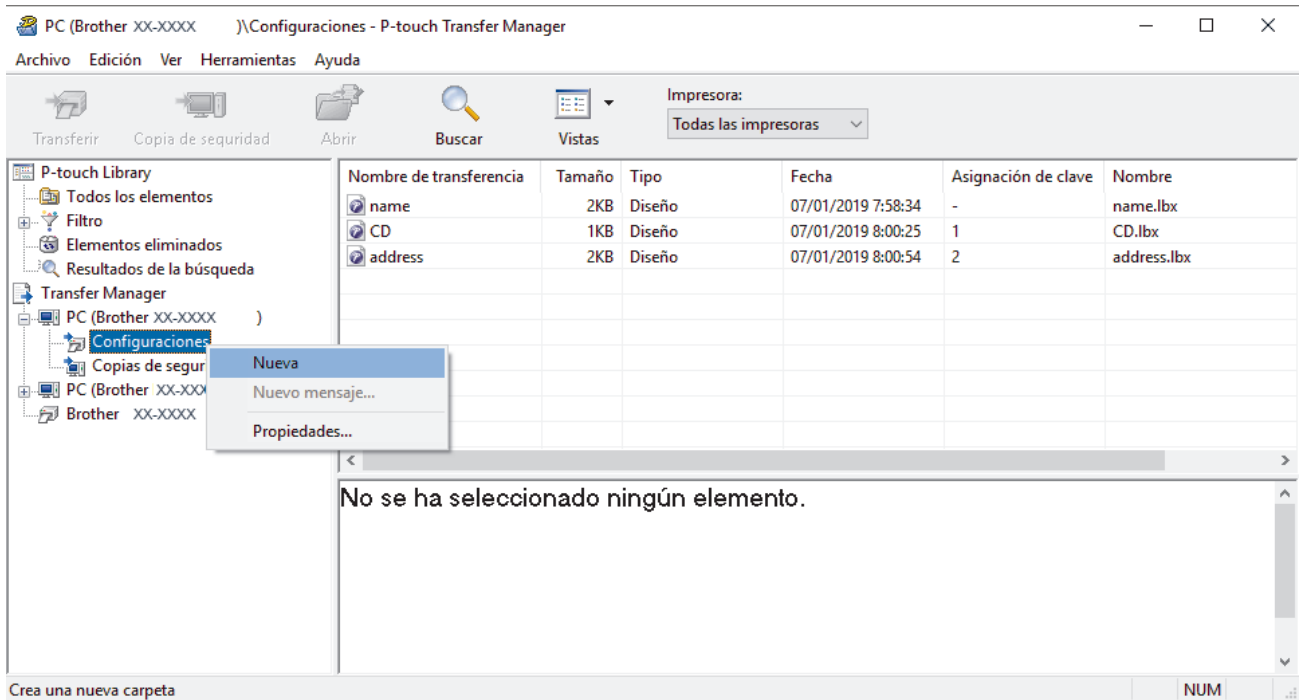 PC (Brother XX-XXXX )\Configuraciones - P-touch Transfer Manager
Archivo Edición Ver Herramientas Ayuda
Transferir Copia de seguridad Abrir Buscar Vistas
Impresora:
Todas las impresoras
P-touch Library
Todos los elementos
Filtro
Elementos eliminados
Resultados de la búsqueda
Transfer Manager
PC (Brother XX-XXXX )
Configuraciones
Copias de segur
PC (Brother XX-XXX
Brother XX-XXXX
Nueva
Nuevo mensaje...
Propiedades...
Nombre de transferencia Tamaño Tipo Fecha Asignación de clave Nombre
name 2KB Diseño 07/01/2019 7:58:34 - name.lbx
CD 1KB Diseño 07/01/2019 8:00:25 1 CD.lbx
address 2KB Diseño 07/01/2019 8:00:54 2 address.lbx
No se ha seleccionado ningún elemento.
Crea una nueva carpeta NUM